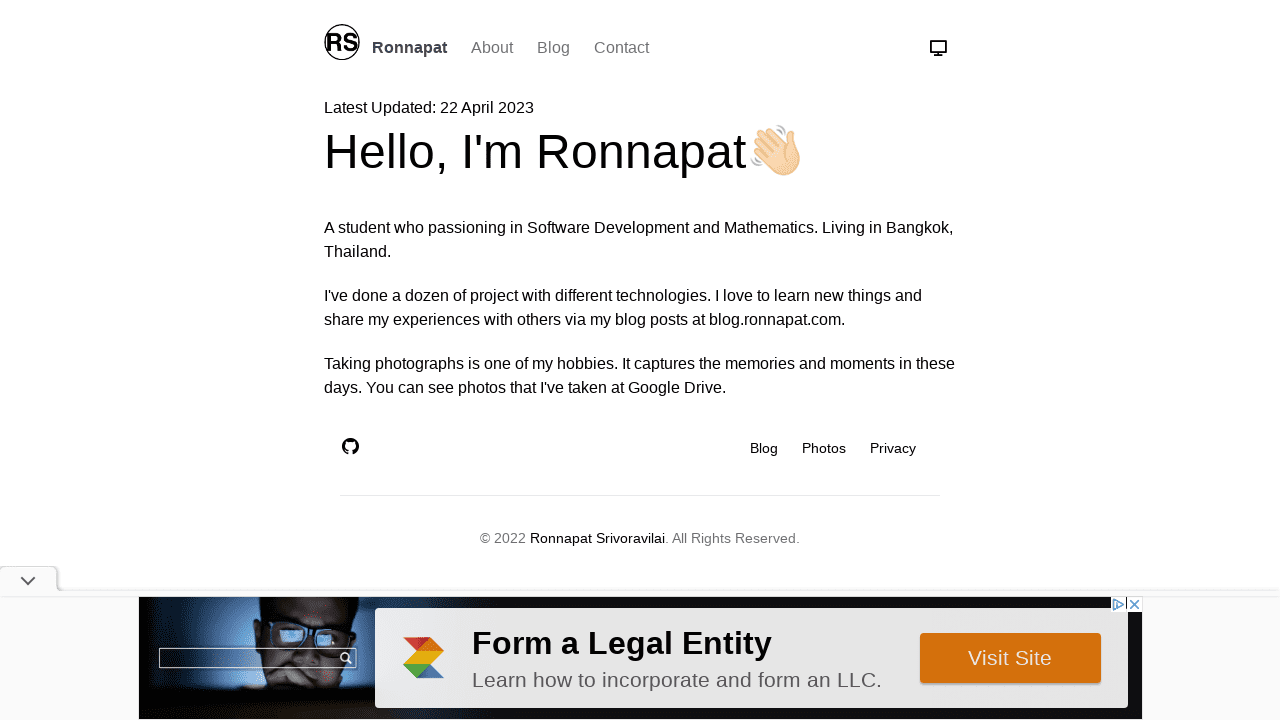 RS Ronnapat About Blog Contact
Latest Updated: 22 April 2023
Hello, I'm Ronnapat👋🏻
A student who passioning in Software Development and Mathematics. Living in Bangkok,
Thailand.
I've done a dozen of project with different technologies. I love to learn new things and
share my experiences with others via my blog posts at blog.ronnapat.com.
Taking photographs is one of my hobbies. It captures the memories and moments in these
days. You can see photos that I've taken at Google Drive.
Blog Photos Privacy
© 2022 Ronnapat Srivoravilai. All Rights Reserved.
Form a Legal Entity
Learn how to incorporate and form an LLC.
Visit Site